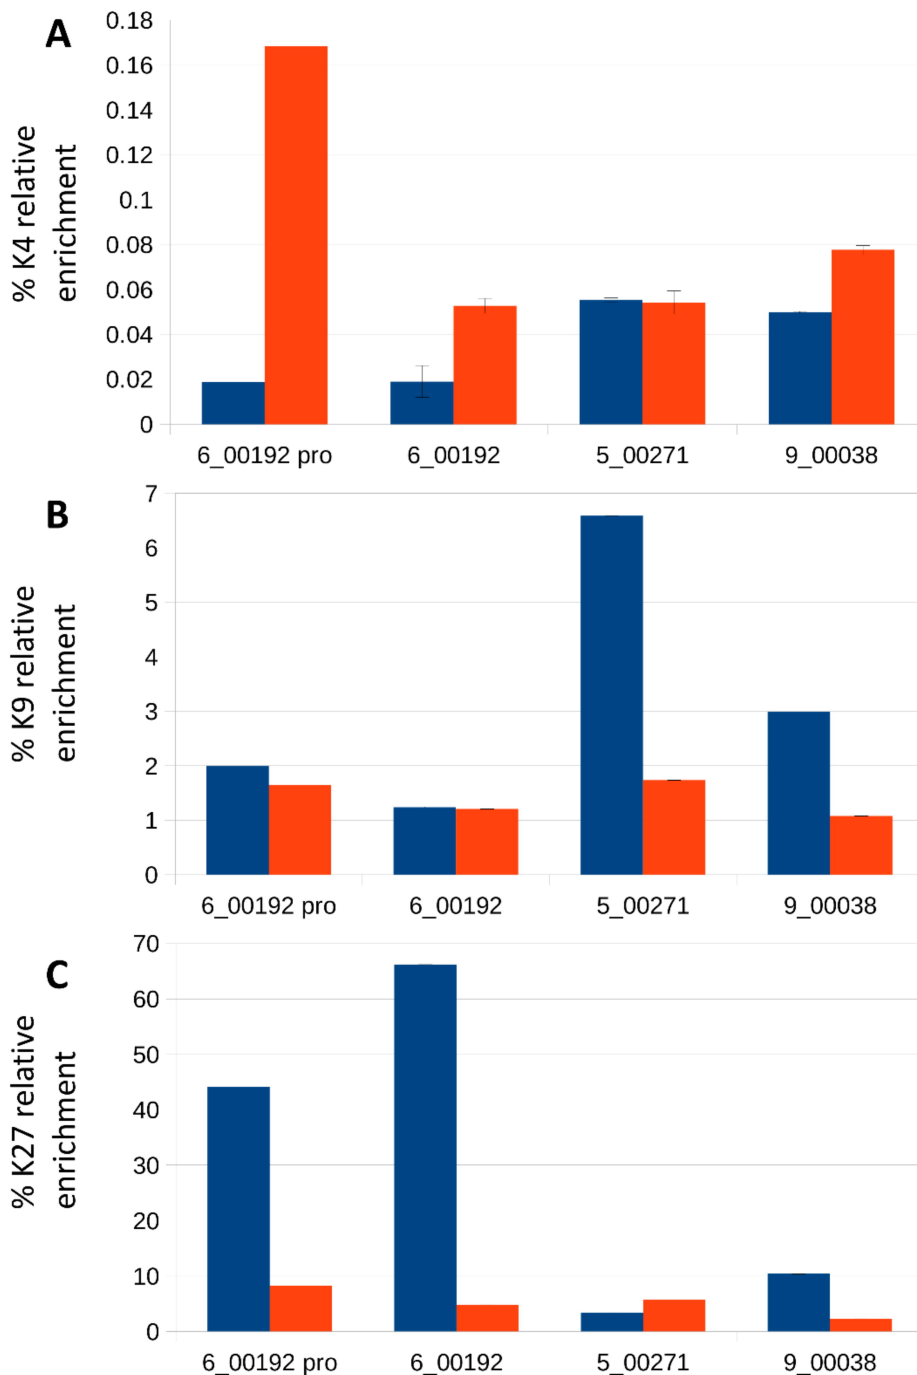 A
% K4 relative
enrichment
0.18
0.16
0.14
0.12
0.1
0.08
0.06
0.04
0.02
0
6_00192 pro 6_00192 5_00271 9_00038
B
% K9 relative
enrichment
7
6
5
4
3
2
1
0
6_00192 pro 6_00192 5_00271 9_00038
C
% K27 relative
enrichment
70
60
50
40
30
20
10
0
6_00192 pro 6_00192 5_00271 9_00038